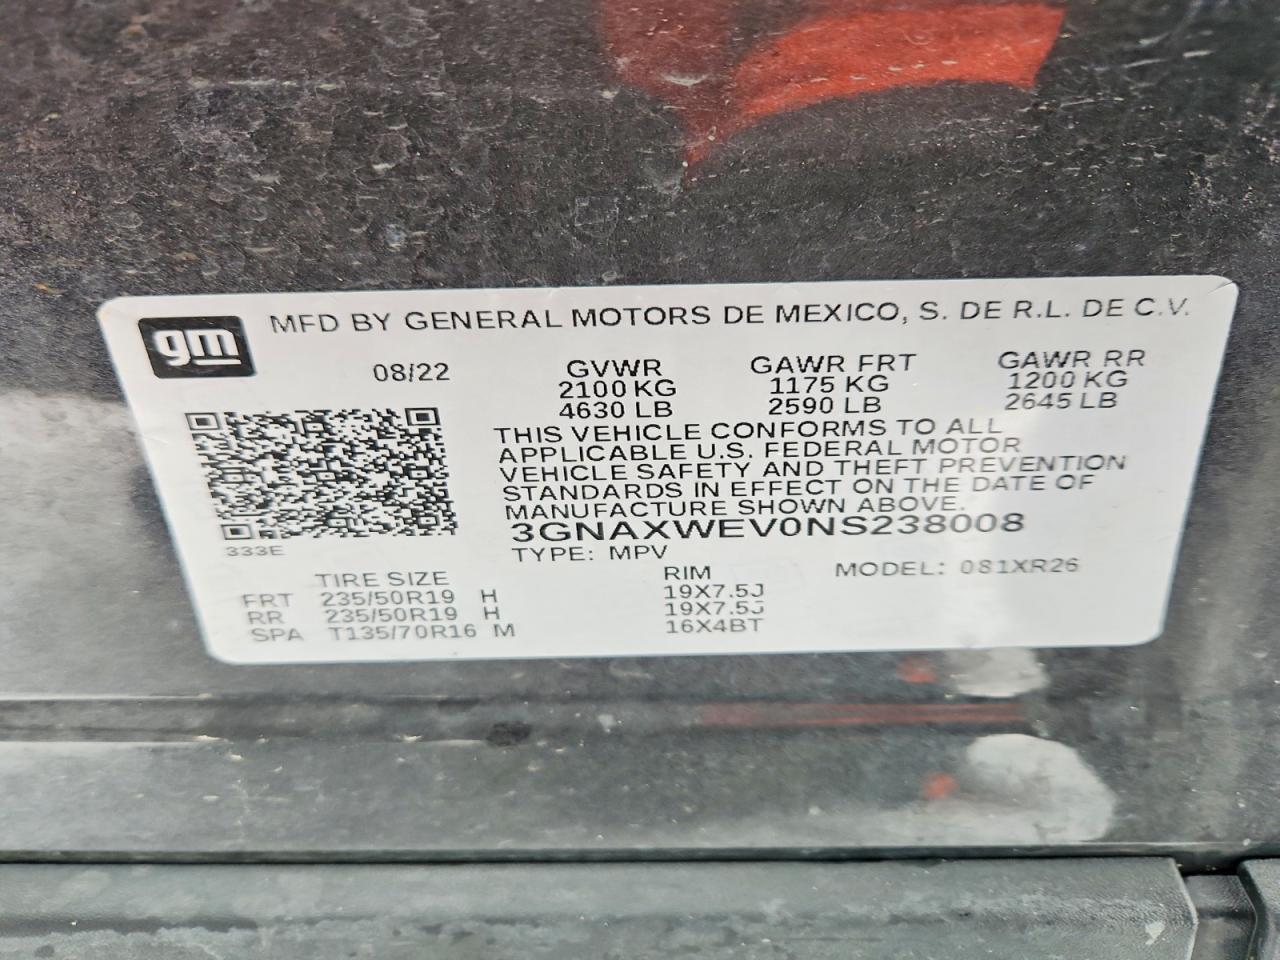 gm MFD BY GENERAL MOTORS DE MEXICO, S. DE R.L. DE C.V.
08/22 GVWR GAWR FRT GAWR RR
2100 KG 1175 KG 1200 KG
4630 LB 2590 LB 2645 LB
THIS VEHICLE CONFORMS TO ALL
APPLICABLE U.S. FEDERAL MOTOR
VEHICLE SAFETY AND THEFT PREVENTION
STANDARDS IN EFFECT ON THE DATE OF
MANUFACTURE SHOWN ABOVE.
3GNAXWEV0NS238008
333E
TYPE: MPV MODEL: 081XR26
TIRE SIZE RIM
FRT 235/50R19 H 19X7.5J
RR 235/50R19 H 19X7.5J
SPA T135/70R16 M 16X4BT